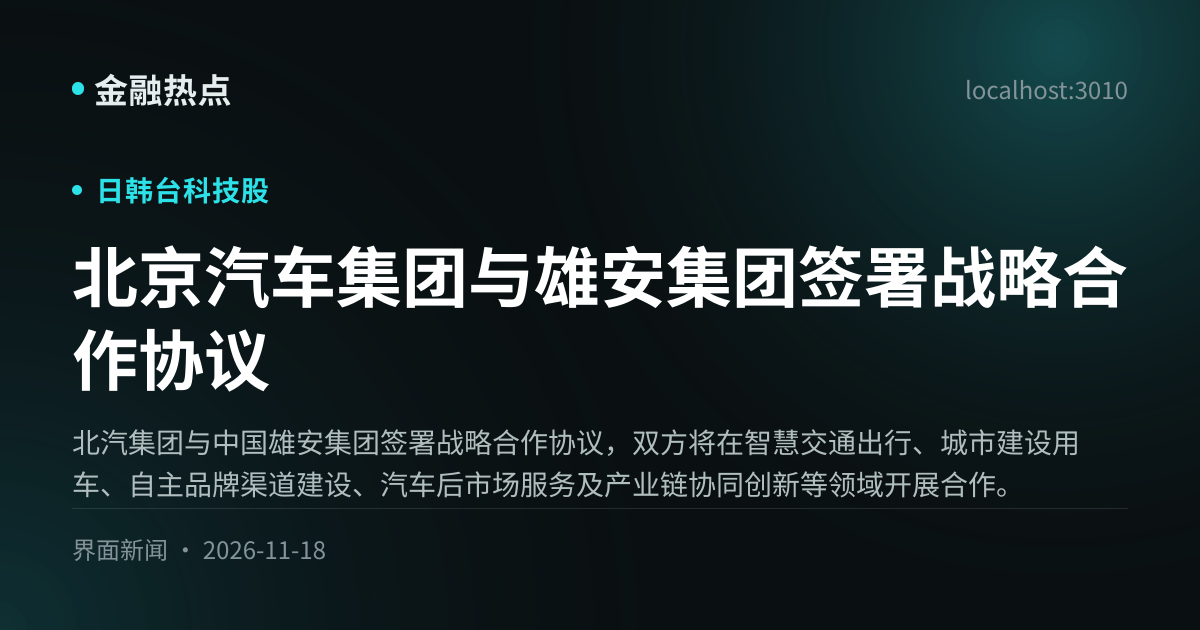 金融热点
localhost:3010
日韩台科技股
北京汽车集团与雄安集团签署战略合
作协议
北汽集团与中国雄安集团签署战略合作协议，双方将在智慧交通出行、城市建设用
车、自主品牌渠道建设、汽车后市场服务及产业链协同创新等领域开展合作。
界面新闻 • 2026-11-18